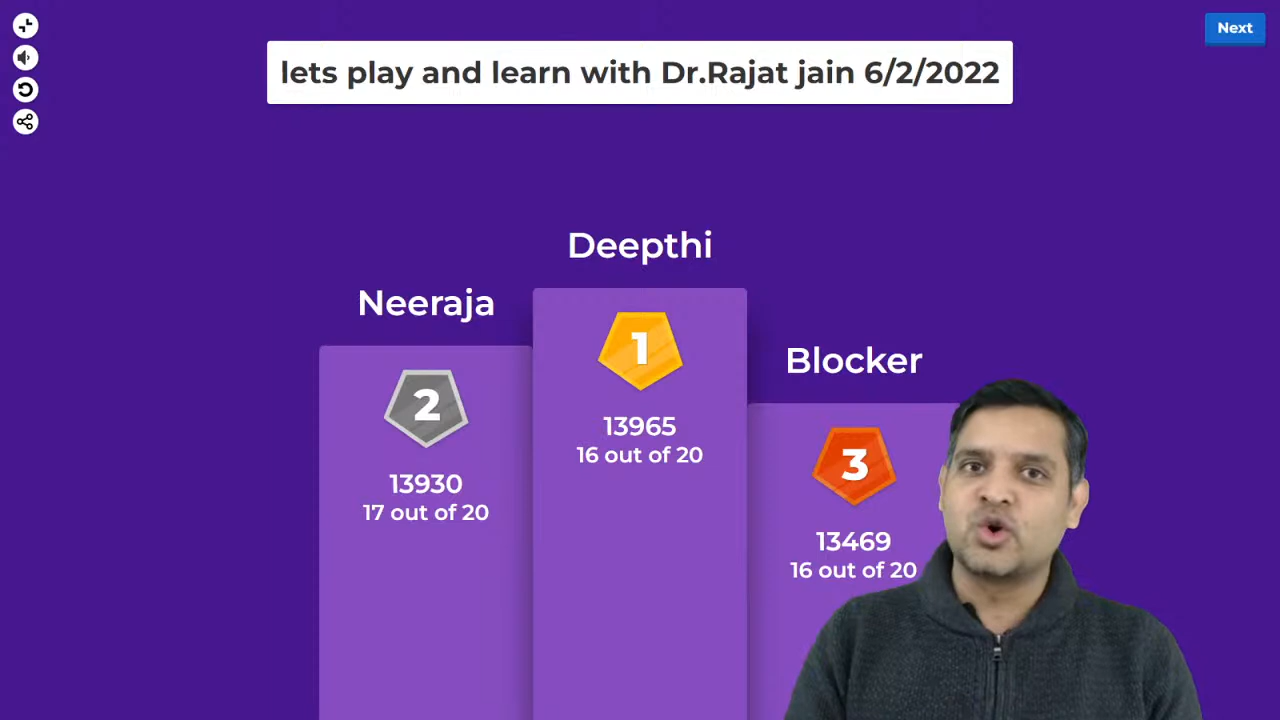 Next
lets play and learn with Dr.Rajat jain 6/2/2022
Deepthi
1
13965
16 out of 20
Neeraja
2
13930
17 out of 20
Blocker
3
13469
16 out of 20